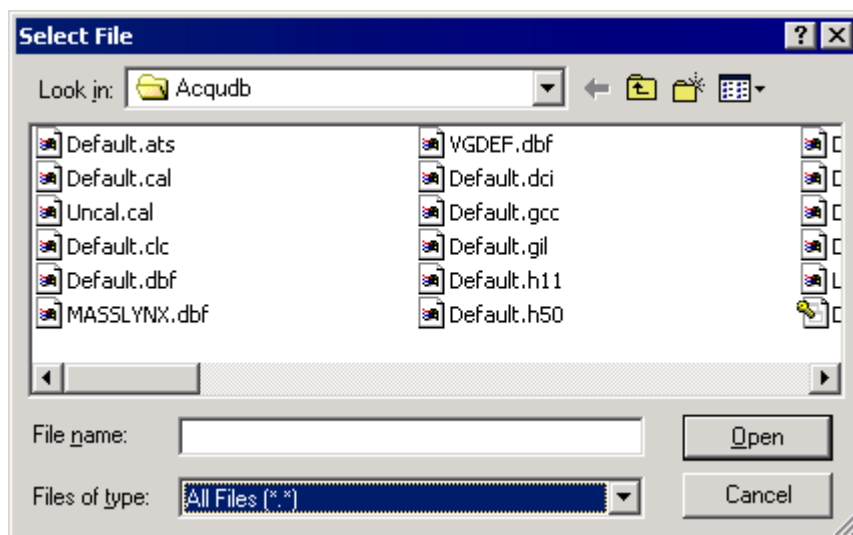 Select File
Look in: Acqudb
Default.ats
Default.cal
Uncal.cal
Default.clc
Default.dbf
MASSLYNX.dbf
VGDEF.dbf
Default.dci
Default.gcc
Default.gil
Default.h11
Default.h50
File name:
Open
Files of type: All Files (*.*)
Cancel